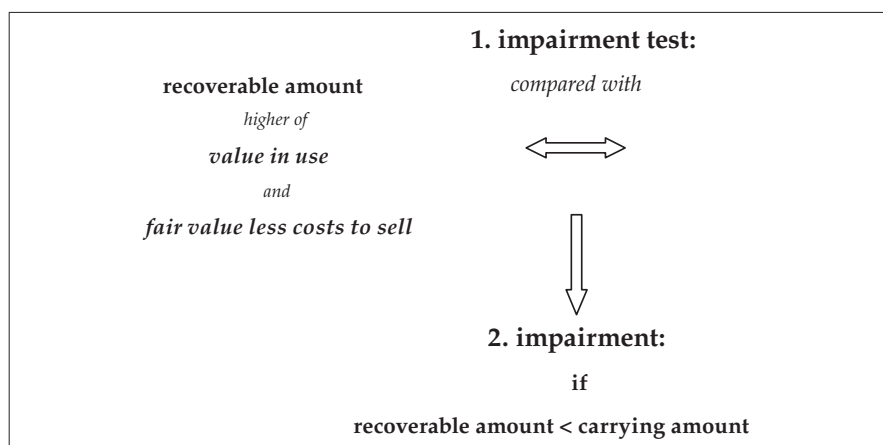 1. impairment test:
recoverable amount
compared with
higher of
value in use
and
fair value less costs to sell
2. impairment:
if
recoverable amount < carrying amount